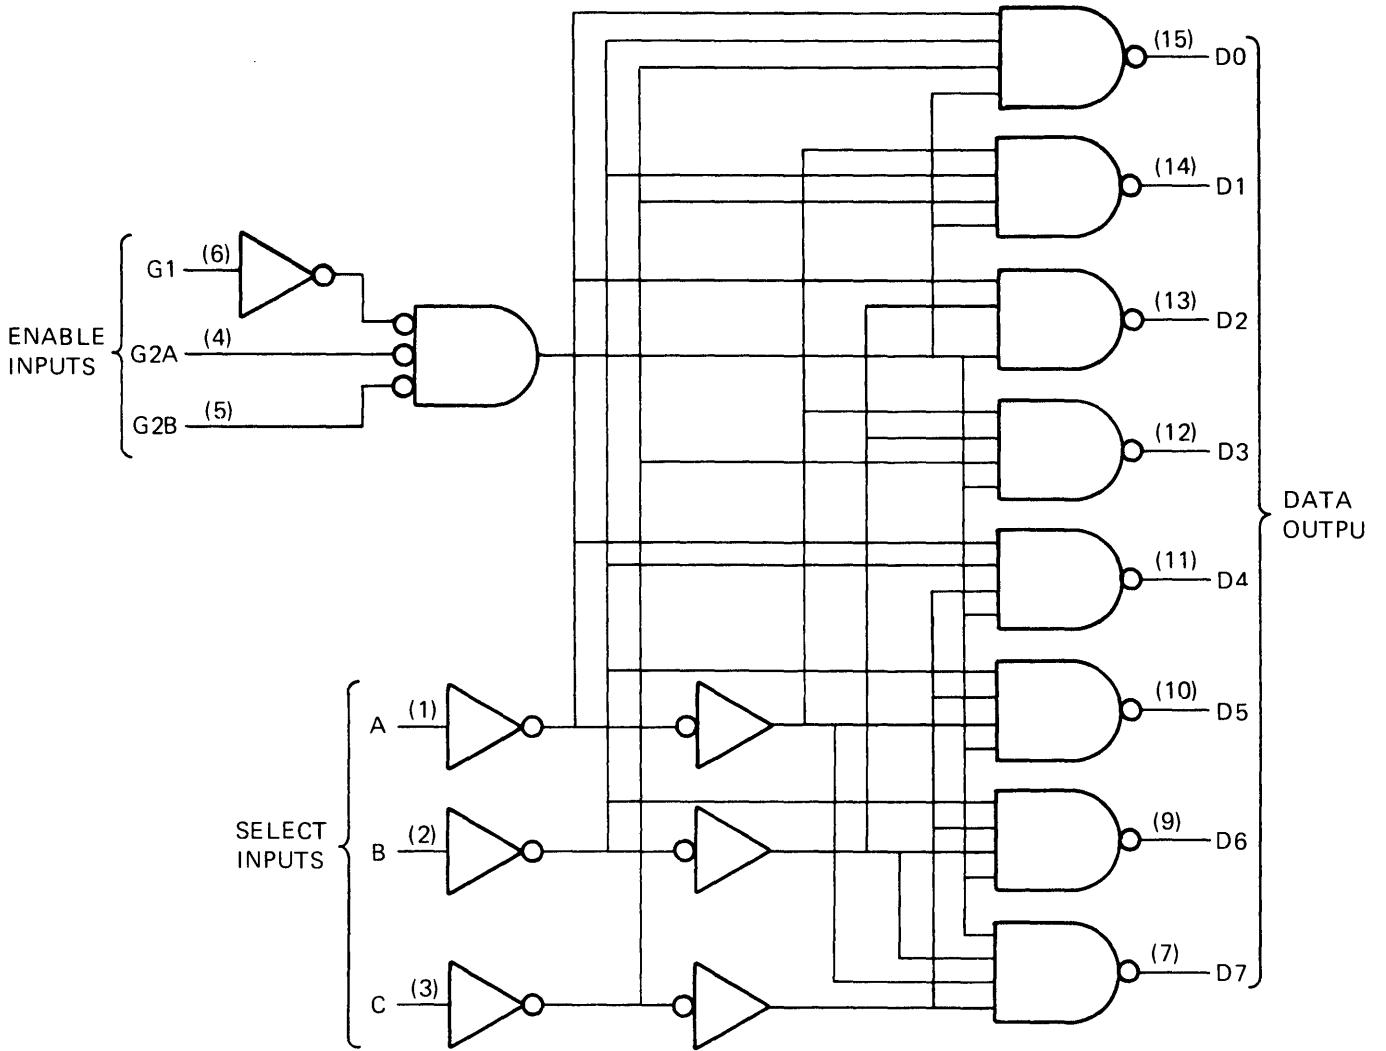 (15) D0
(14) D1
G1 (6)
(13) D2
ENABLE
INPUTS
G2A (4)
G2B (5)
(12) D3
DATA
OUTPU
(11) D4
A (1)
(10) D5
SELECT
INPUTS
B (2)
(9) D6
C (3)
(7) D7